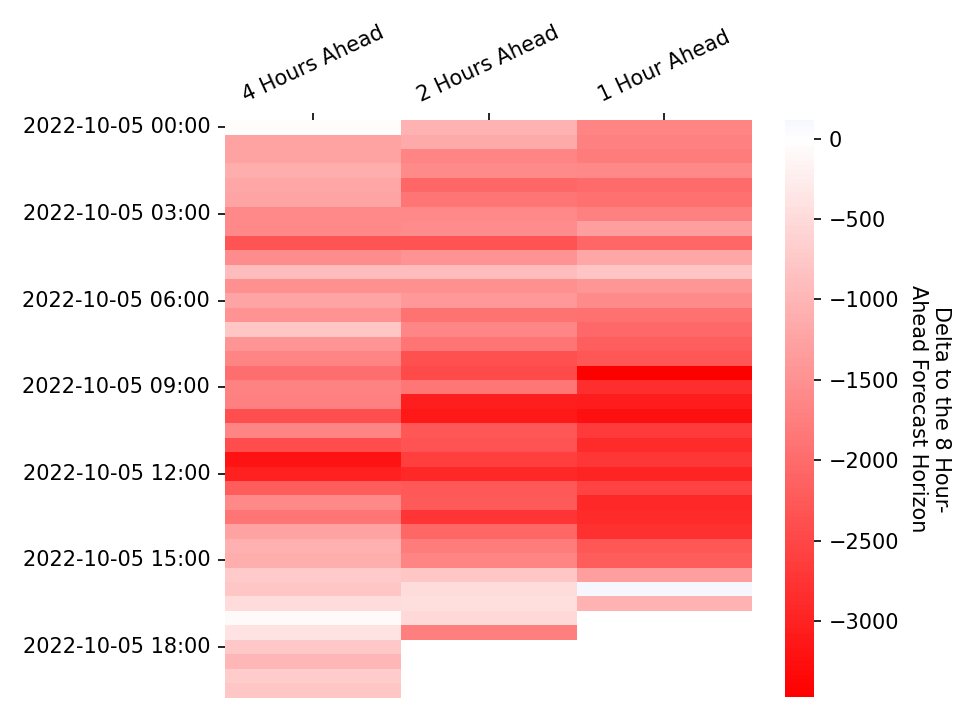 4 Hours Ahead
2 Hours Ahead
1 Hour Ahead
2022-10-05 00:00
2022-10-05 03:00
2022-10-05 06:00
2022-10-05 09:00
2022-10-05 12:00
2022-10-05 15:00
2022-10-05 18:00
0
−500
−1000
−1500
−2000
−2500
−3000
Delta to the 8 Hour-
Ahead Forecast Horizon